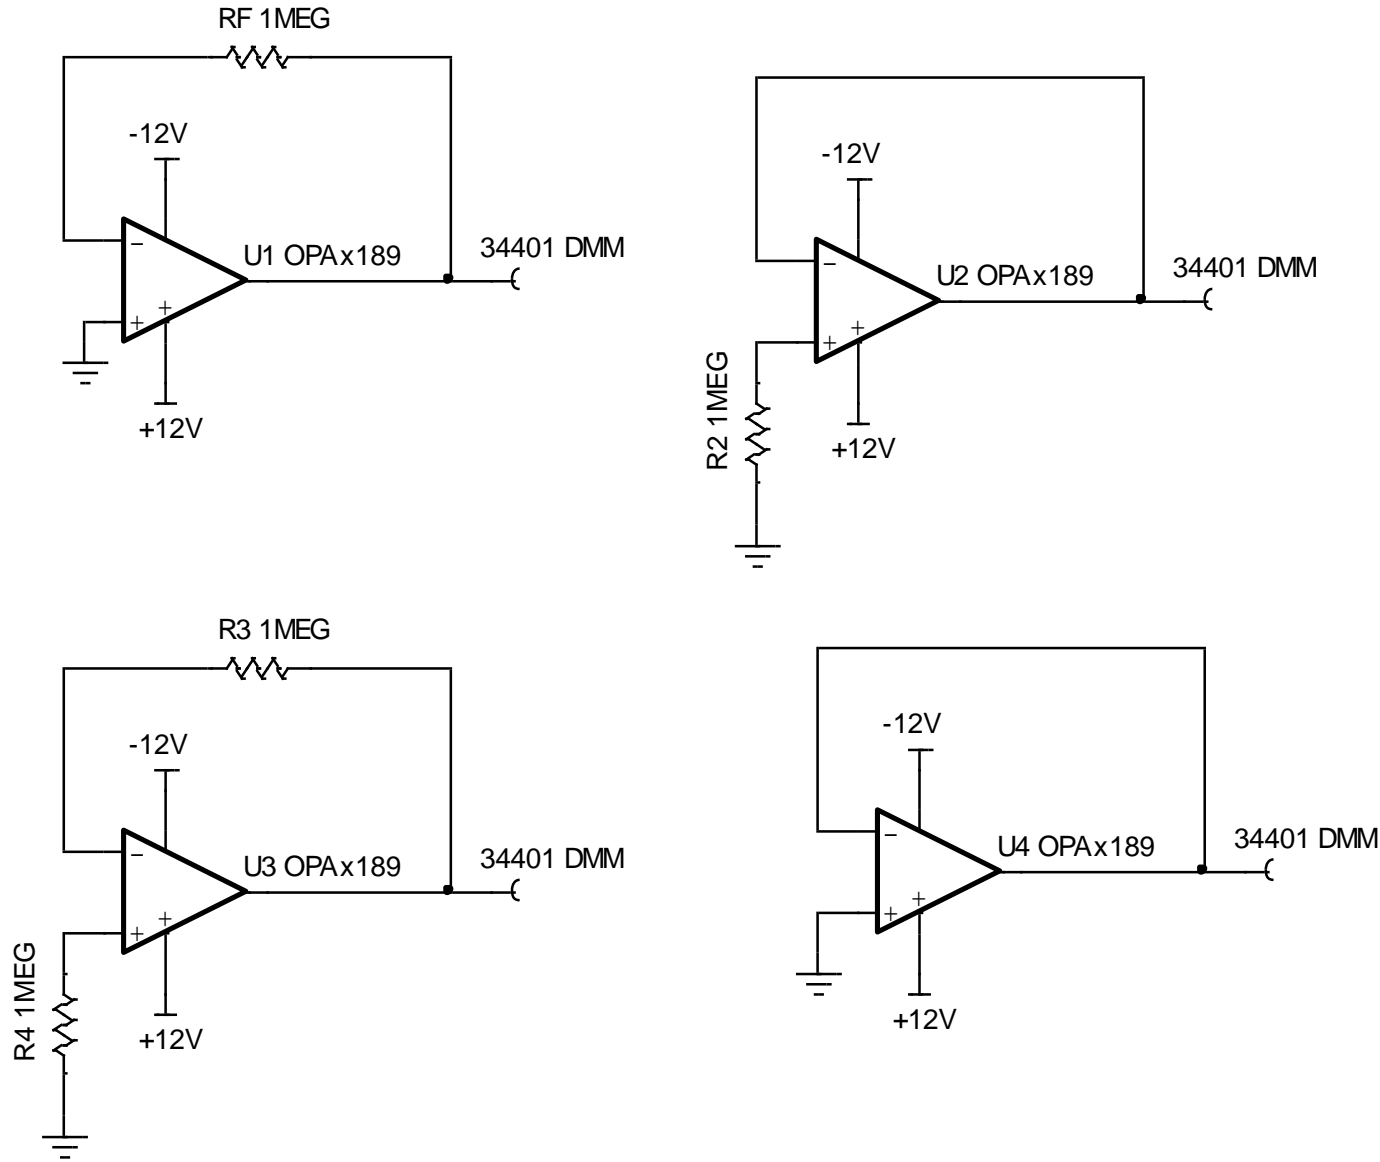 RF 1MEG
-12V
U1 OPAx189
34401 DMM
+12V
-12V
U2 OPAx189
34401 DMM
R2 1MEG
+12V
R3 1MEG
-12V
U3 OPAx189
34401 DMM
R4 1MEG
+12V
-12V
U4 OPAx189
34401 DMM
+12V